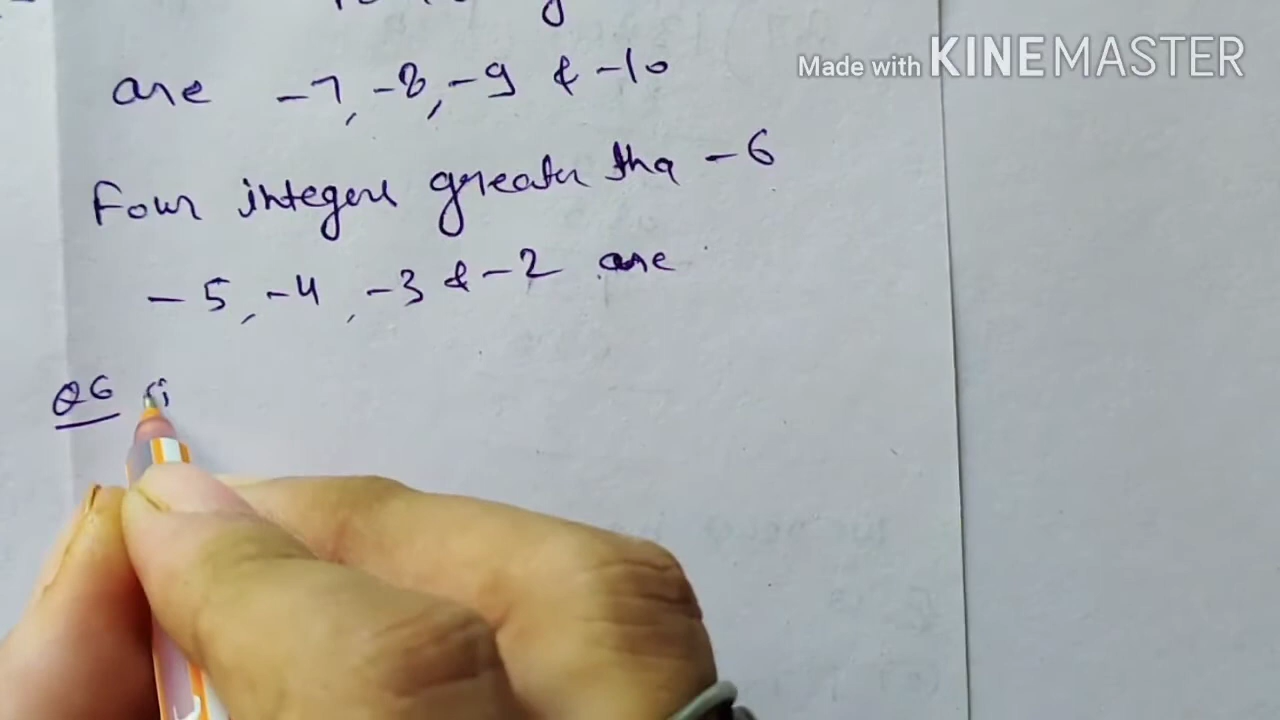 Made with KINEMASTER
are -7, -8, -9 & -10
Four integers greater tha -6
-5, -4, -3 & -2 are
Q6 (i